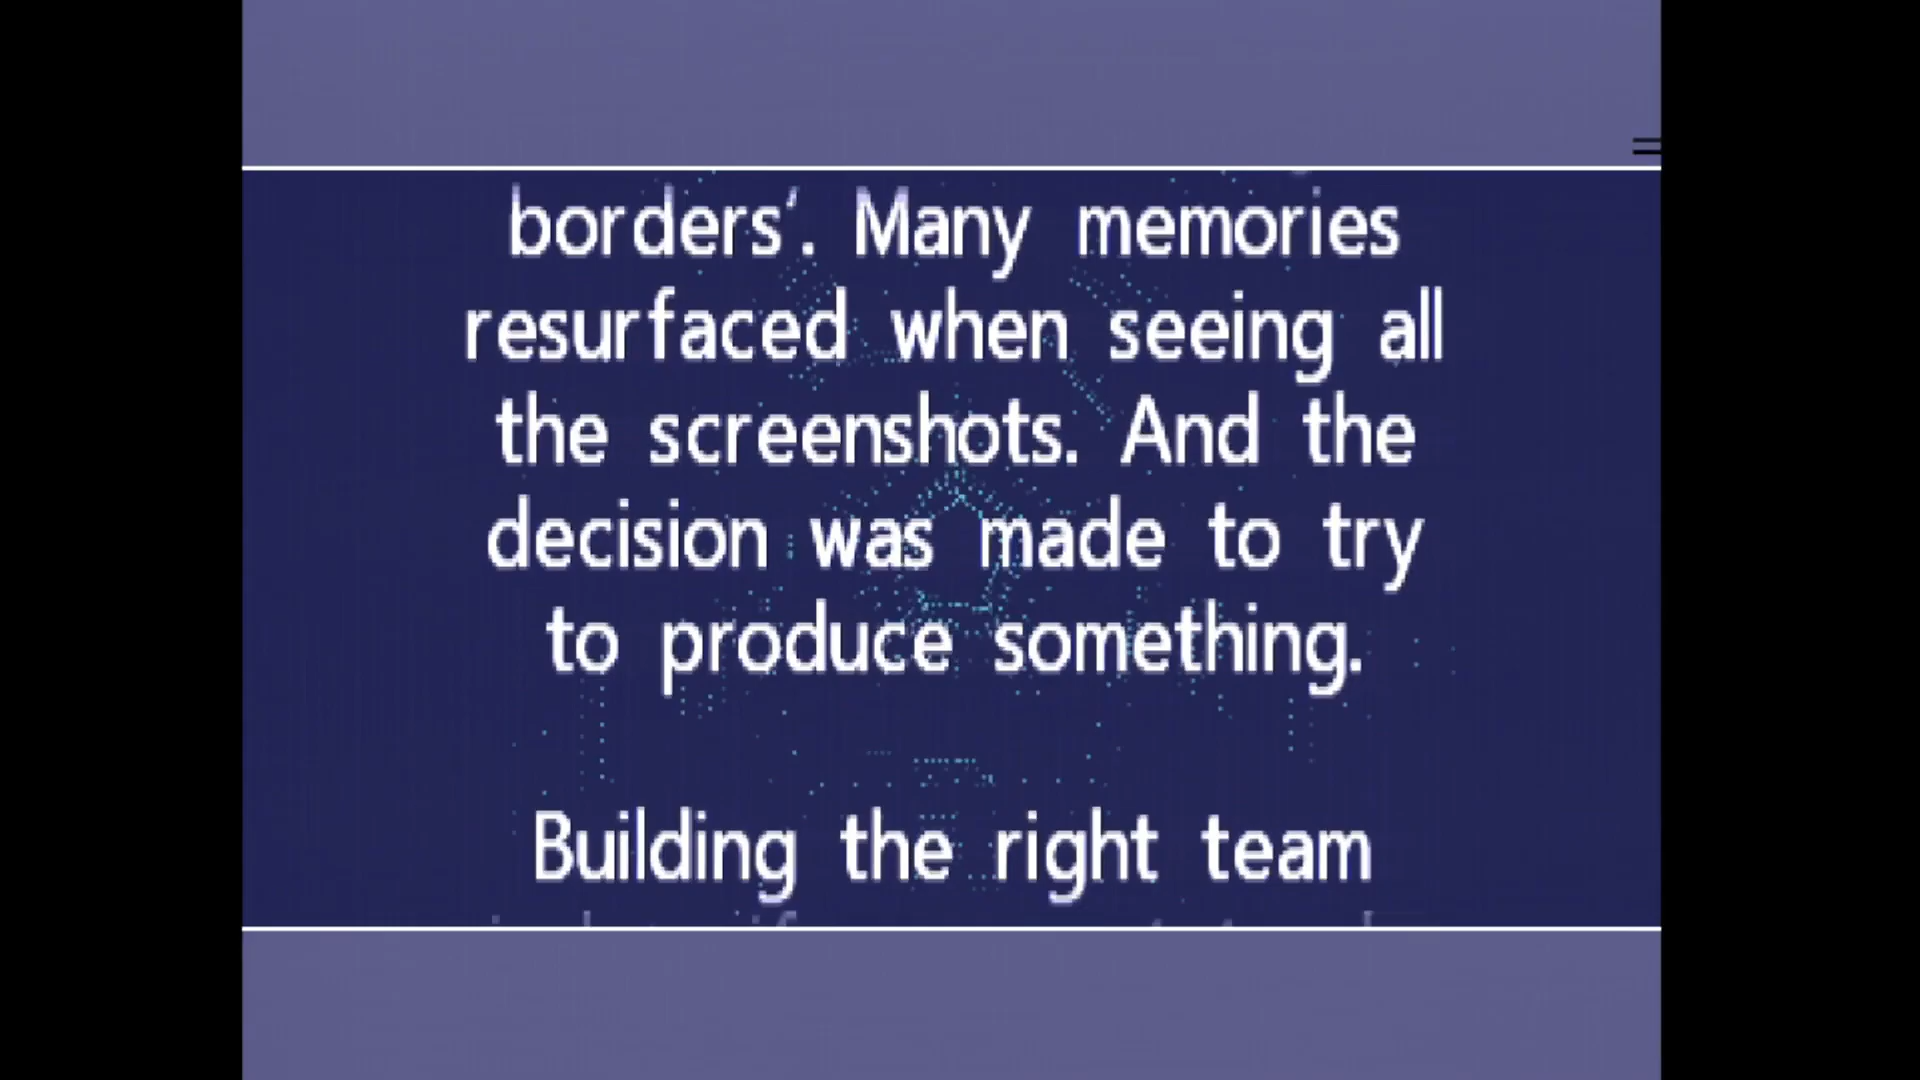 borders'. Many memories
resurfaced when seeing all
the screenshots. And the
decision was made to try
to produce something.
Building the right team